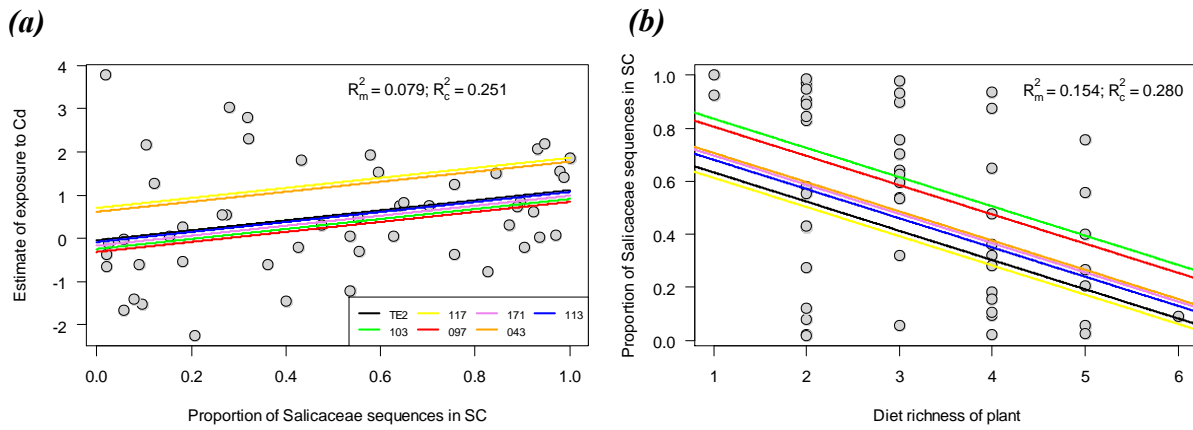 (a)
(b)
R²m = 0.079; R²c = 0.251
Estimate of exposure to Cd
4
3
2
1
0
-1
-2
TE2 117 171 113
103 097 043
0.0 0.2 0.4 0.6 0.8 1.0
Proportion of Salicaceae sequences in SC
R²m = 0.154; R²c = 0.280
Proportion of Salicaceae sequences in SC
1.0
0.8
0.6
0.4
0.2
0.0
1 2 3 4 5 6
Diet richness of plant